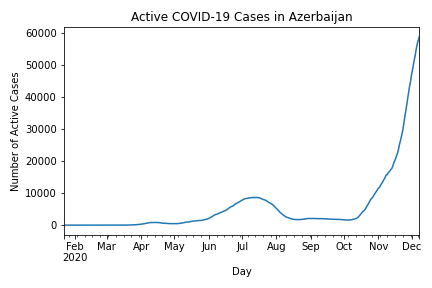 Active COVID-19 Cases in Azerbaijan
60000
50000
40000
30000
20000
10000
0
Number of Active Cases
Feb Mar Apr May Jun Jul Aug Sep Oct Nov Dec
2020
Day